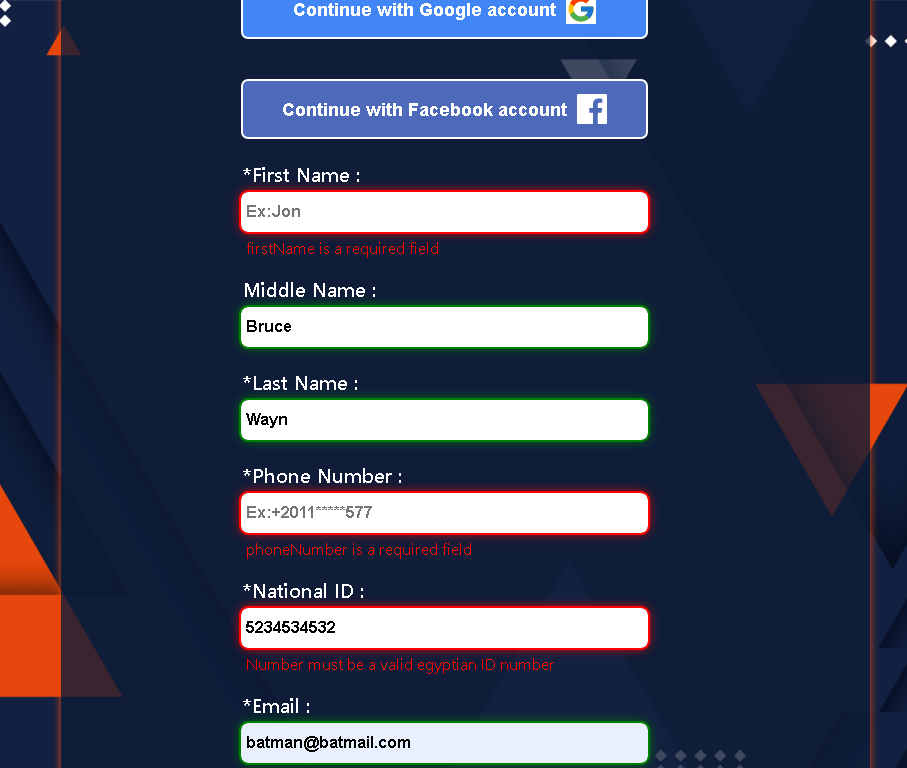 Continue with Google account
Continue with Facebook account
*First Name :
Ex:Jon
firstName is a required field
Middle Name :
Bruce
*Last Name :
Wayn
*Phone Number :
Ex:+2011*****577
phoneNumber is a required field
*National ID :
5234534532
Number must be a valid egyptian ID number
*Email :
batman@batmail.com